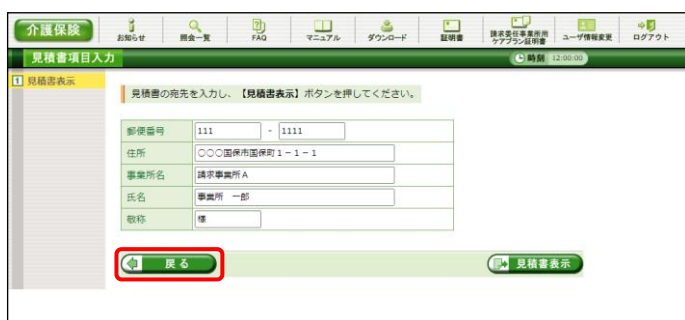 介護保険
お知らせ
照会一覧
FAQ
マニュアル
ダウンロード
証明書
請求委任事業所用
ケアプラン証明書
ユーザ情報変更
ログアウト
見積書項目入力
時刻 12:00:00
1 見積書表示
見積書の宛先を入力し、【見積書表示】ボタンを押してください。
郵便番号 111 - 1111
住所 〇〇〇国保市国保町1-1-1
事業所名 請求事業所A
氏名 事業所 一郎
敬称 様
戻る
見積書表示